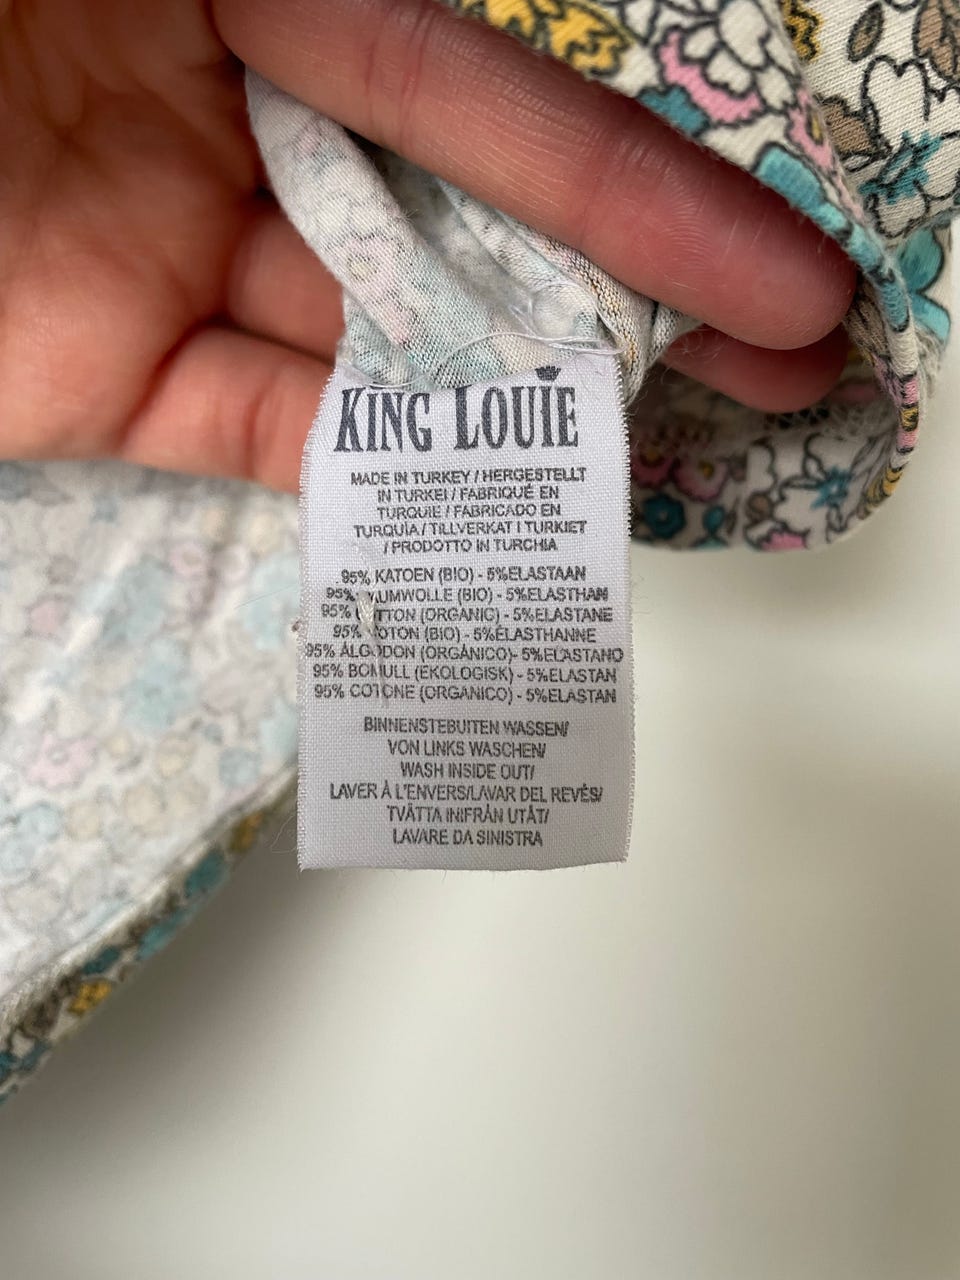 KING LOUIE
MADE IN TURKEY / HERGESTELLT
IN TURKEI / FABRIQUÉ EN
TURQUIE / FABRICADO EN
TURQUÍA / TILLVERKAT I TURKIET
/ PRODOTTO IN TURCHIA
95% KATOEN (BIO) - 5%ELASTAAN
95% BAUMWOLLE (BIO) - 5%ELASTHAN
95% COTTON (ORGANIC) - 5%ELASTANE
95% COTON (BIO) - 5%ÉLASTHANNE
95% ALGODON (ORGÁNICO)- 5%ELASTANO
95% BOMULL (EKOLOGISK) - 5%ELASTAN
95% COTONE (ORGANICO) - 5%ELASTAN
BINNENSTEBUITEN WASSEN/
VON LINKS WASCHEN/
WASH INSIDE OUT/
LAVER À L'ENVERS/LAVAR DEL REVÉS/
TVÄTTA INIFRÅN UTÅT/
LAVARE DA SINISTRA